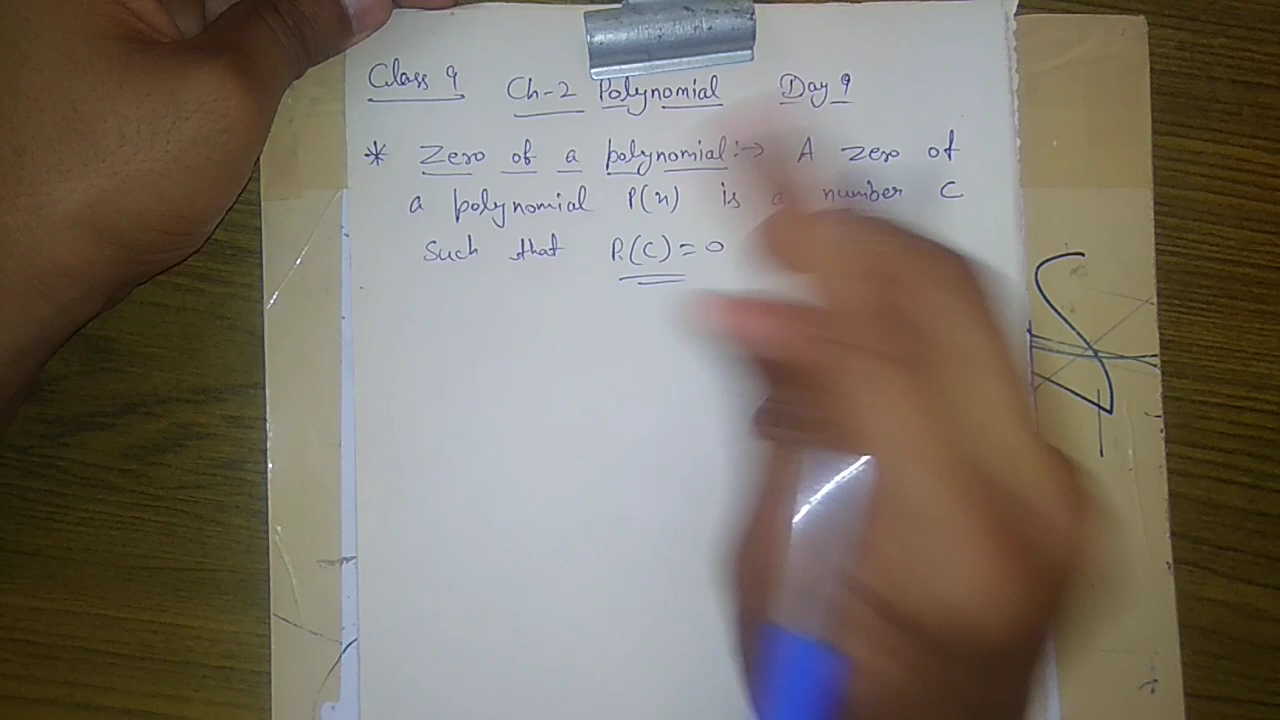 Class 9 Ch-2 Polynomial Day 9
* Zero of a polynomial:→ A zero of
a polynomial P(x) is a number C
such that P(C)=0